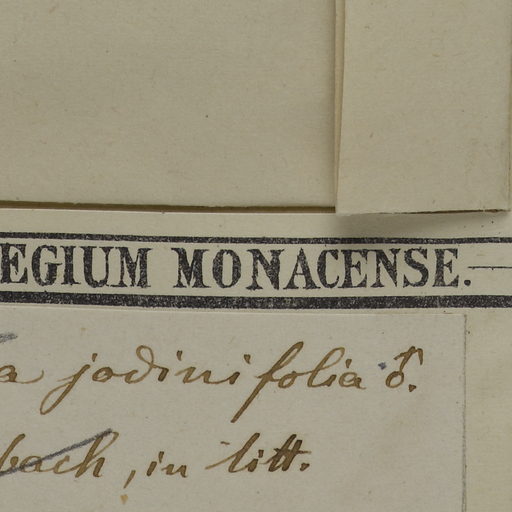 EGIUM MONACENSE.
a jodinifolia ♂.
bach, in litt.